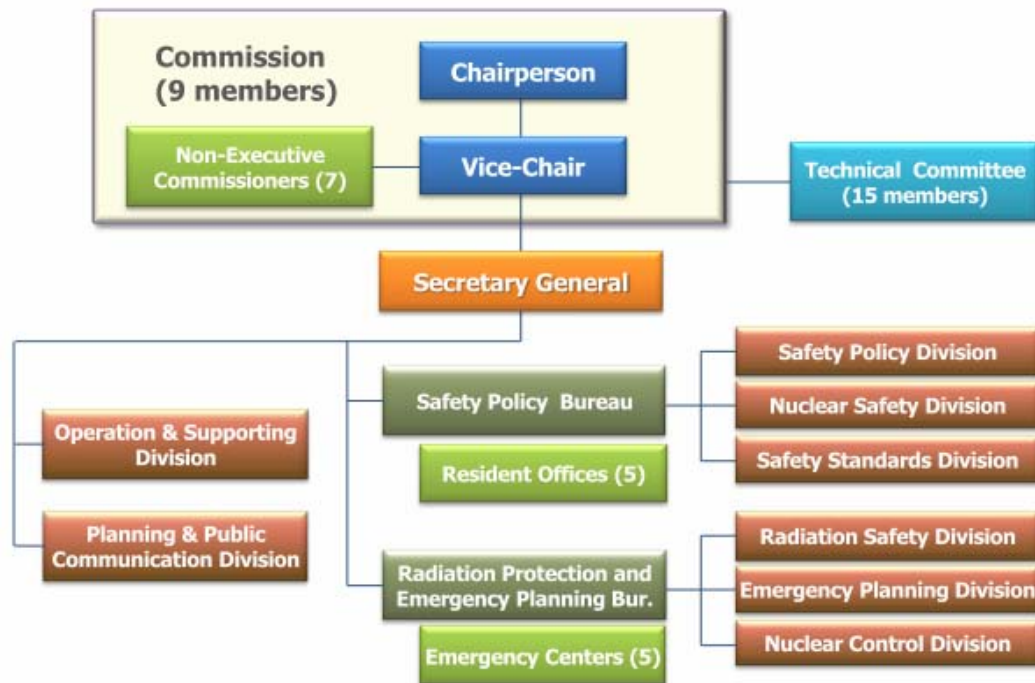 Commission
(9 members)
Chairperson
Non-Executive
Commissioners (7)
Vice-Chair
Technical Committee
(15 members)
Secretary General
Operation & Supporting
Division
Planning & Public
Communication Division
Safety Policy Bureau
Resident Offices (5)
Safety Policy Division
Nuclear Safety Division
Safety Standards Division
Radiation Protection and
Emergency Planning Bur.
Emergency Centers (5)
Radiation Safety Division
Emergency Planning Division
Nuclear Control Division